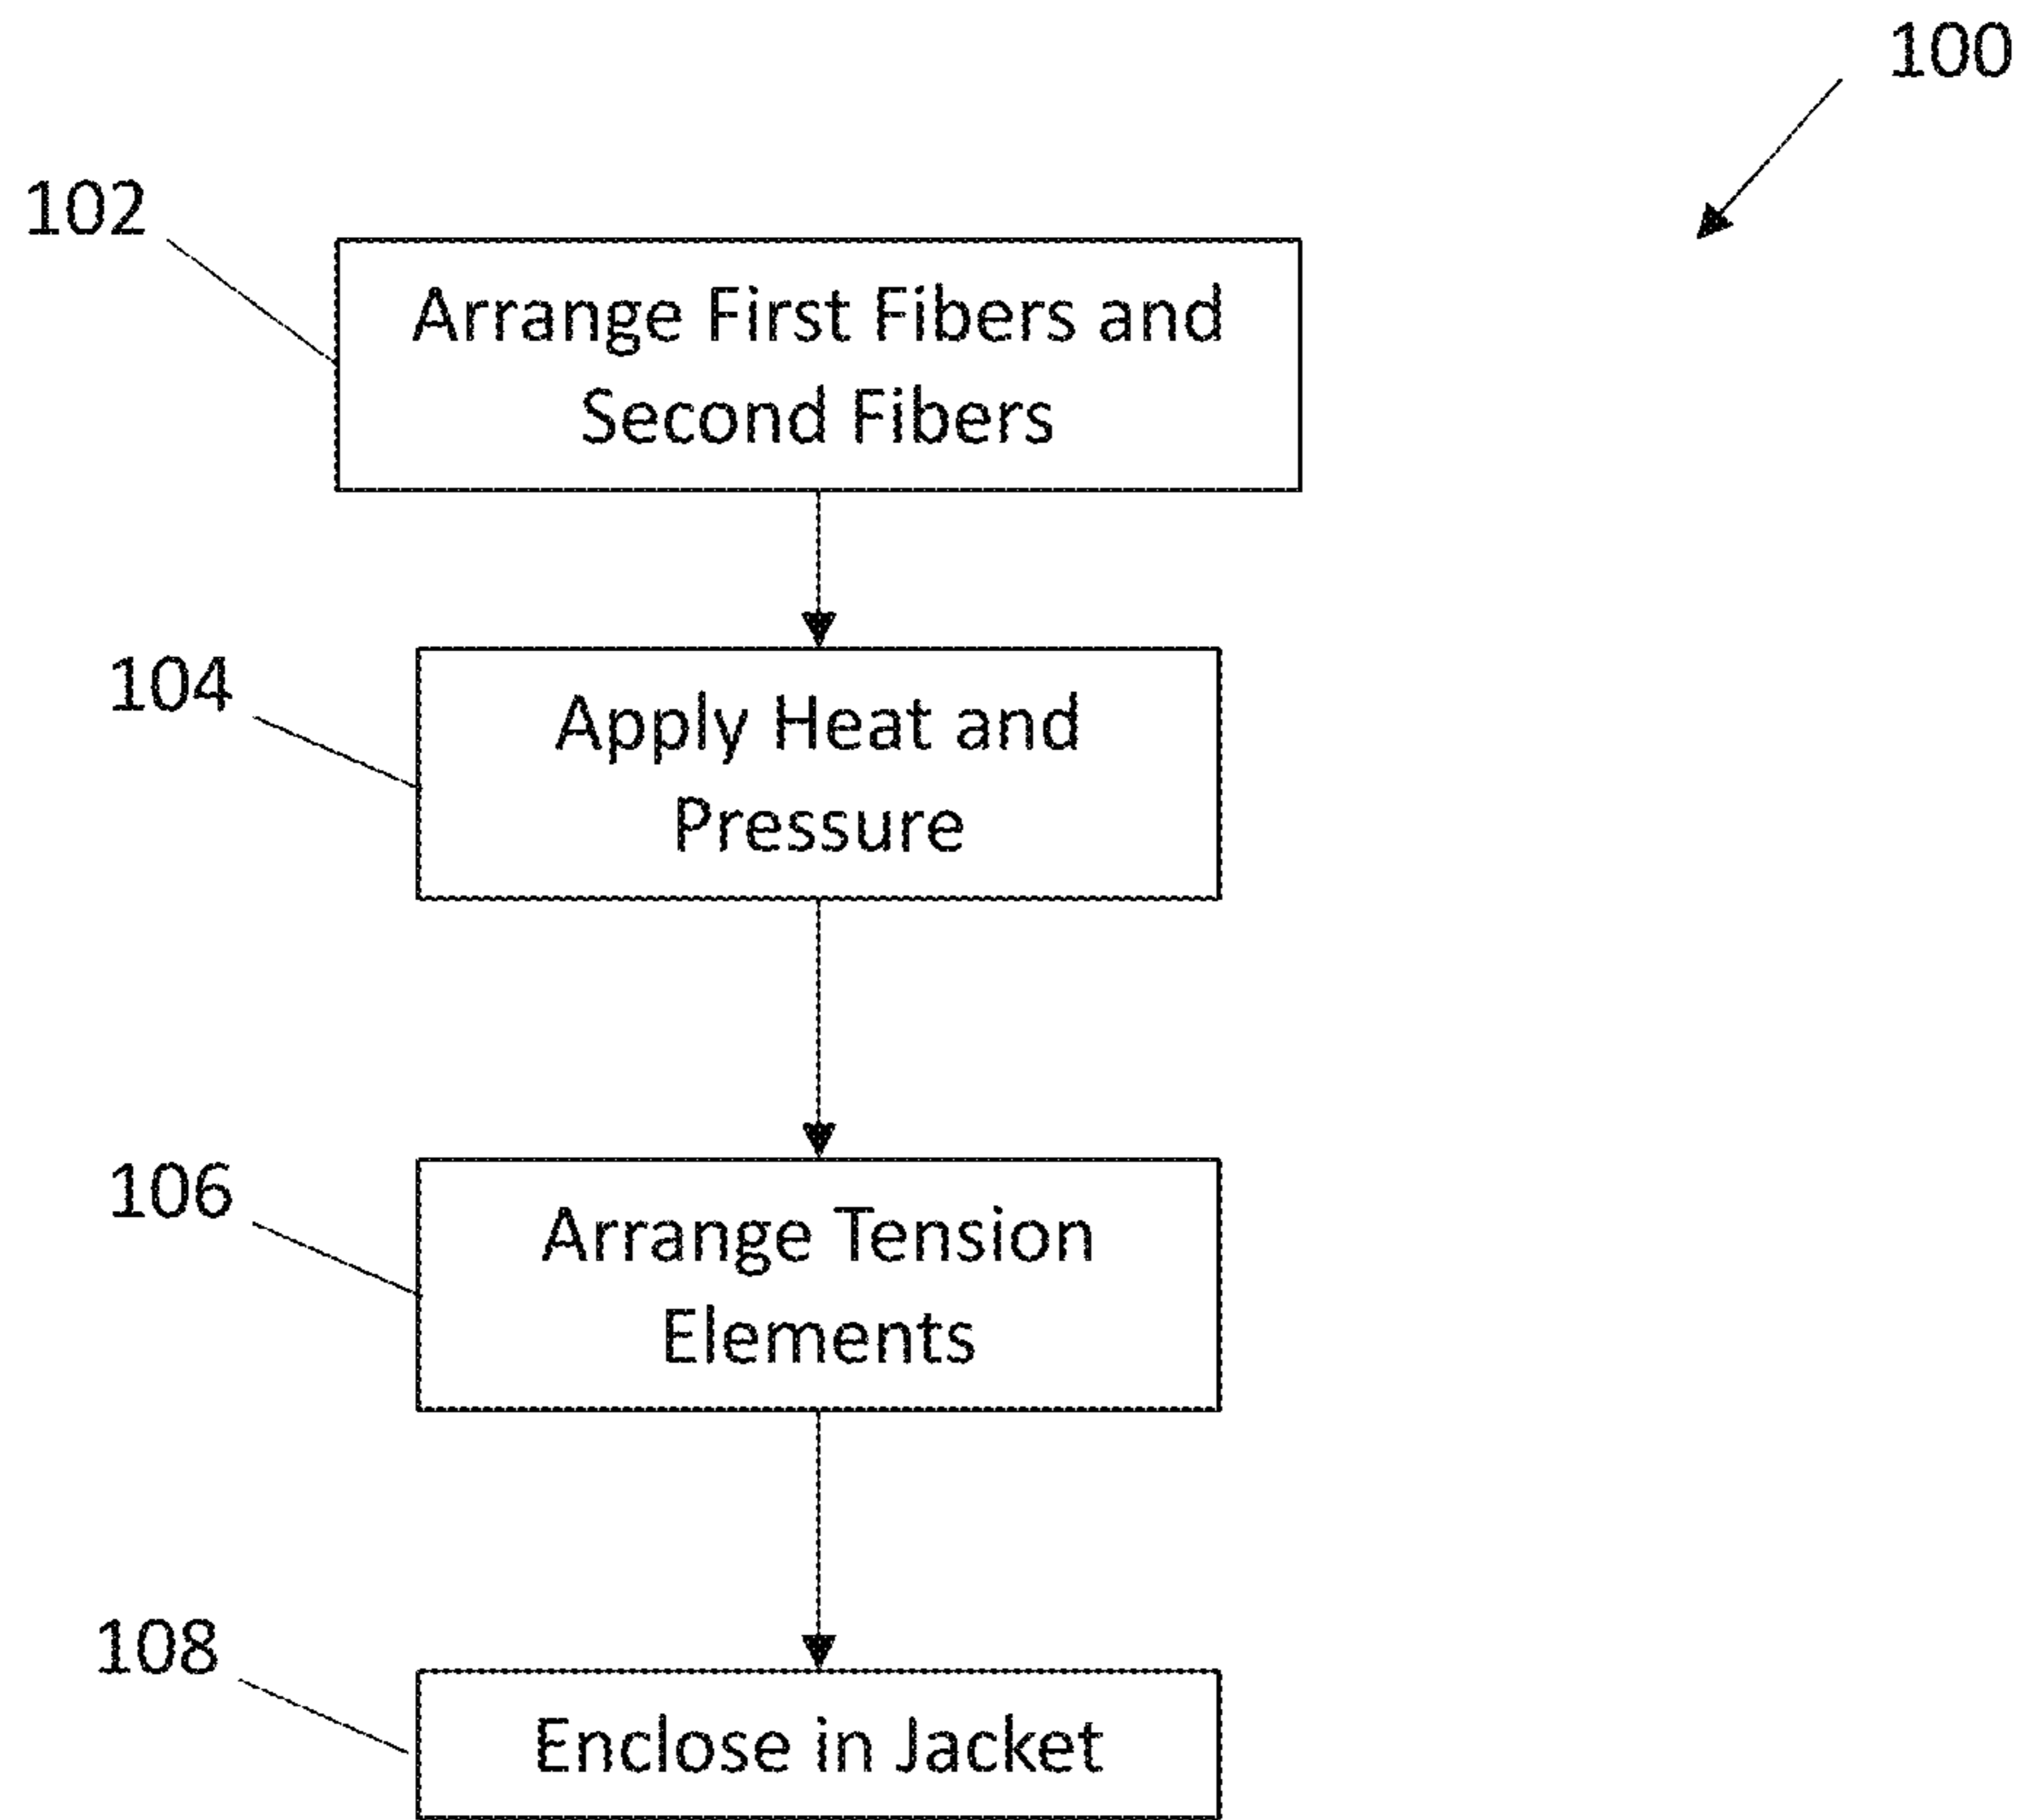 100
102
Arrange First Fibers and
Second Fibers
104
Apply Heat and
Pressure
106
Arrange Tension
Elements
108
Enclose in Jacket